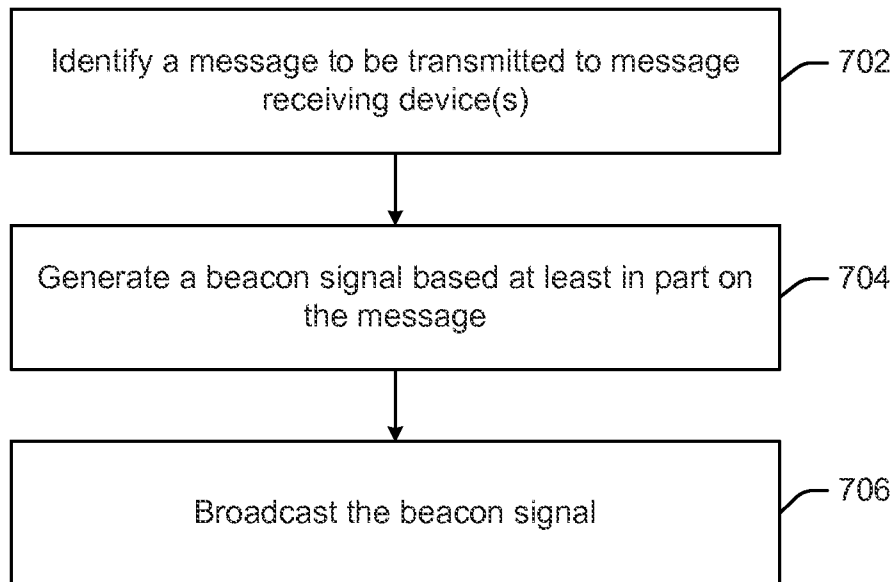 Identify a message to be transmitted to message
receiving device(s)
702
Generate a beacon signal based at least in part on
the message
704
Broadcast the beacon signal
706